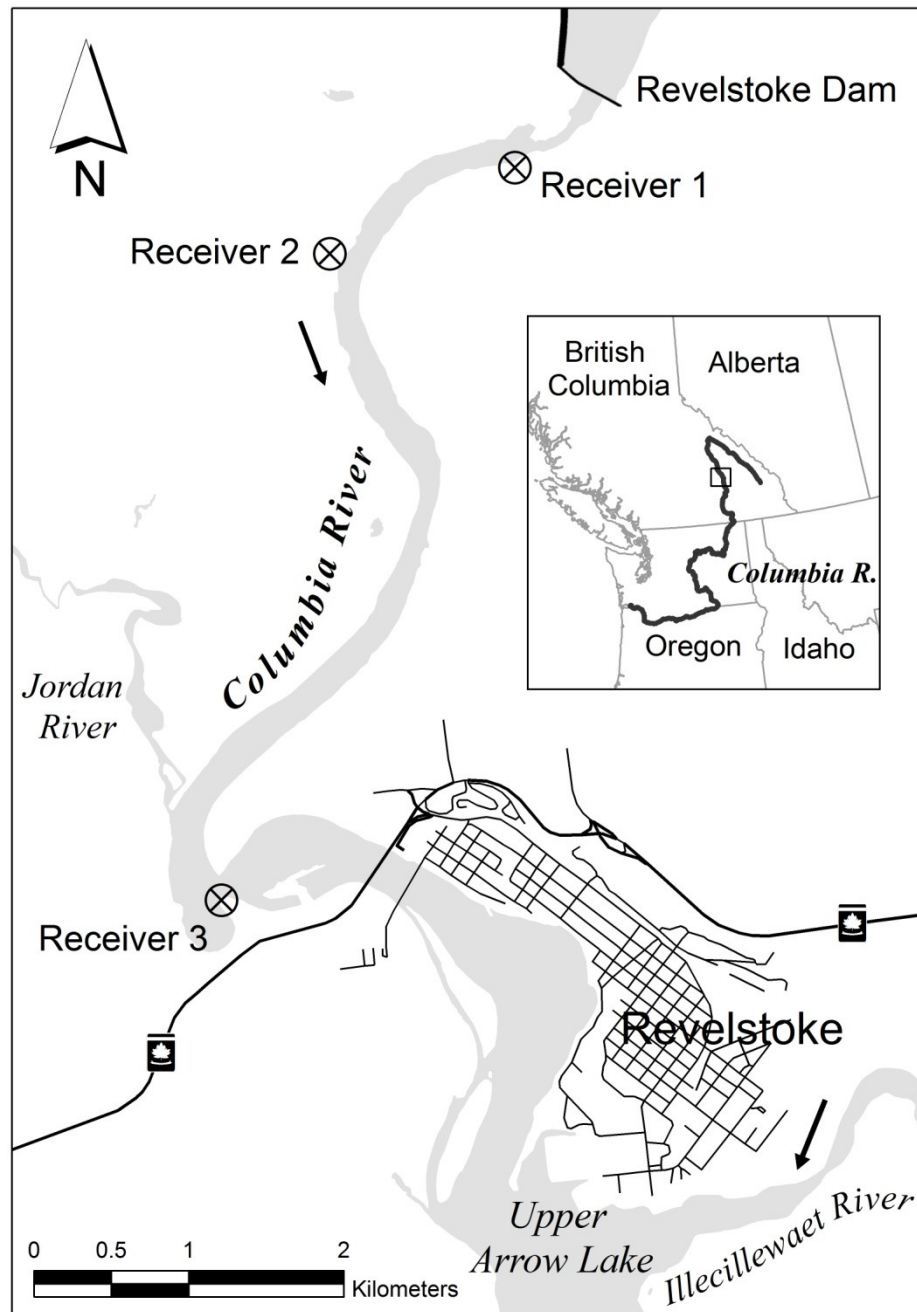 Revelstoke Dam
N
Receiver 1
Receiver 2
British
Columbia
Alberta
Columbia R.
Oregon
Idaho
Columbia River
Jordan
River
Receiver 3
Revelstoke
Upper
Arrow Lake
Illecillewaet River
0 0.5 1 2
Kilometers